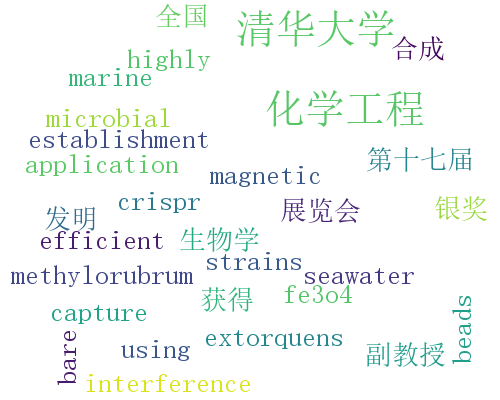 全国
清华大学
合成
highly
marine
化学工程
microbial
establishment
application
第十七届
magnetic
crispr
展览会
银奖
发明
efficient
生物学
strains
methylorubrum
seawater
获得
fe3o4
capture
beads
extorquens
bare
using
副教授
interference